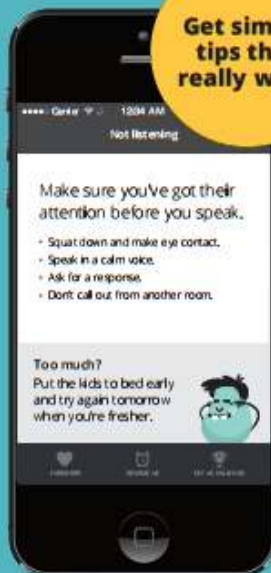 Get sim
tips th
really w
Carrier 12:34 AM
Not listening
Make sure you've got their
attention before you speak.
• Squat down and make eye contact.
• Speak in a calm voice.
• Ask for a response.
• Don't call out from another room.
Too much?
Put the kids to bed early
and try again tomorrow
when you're fresher.